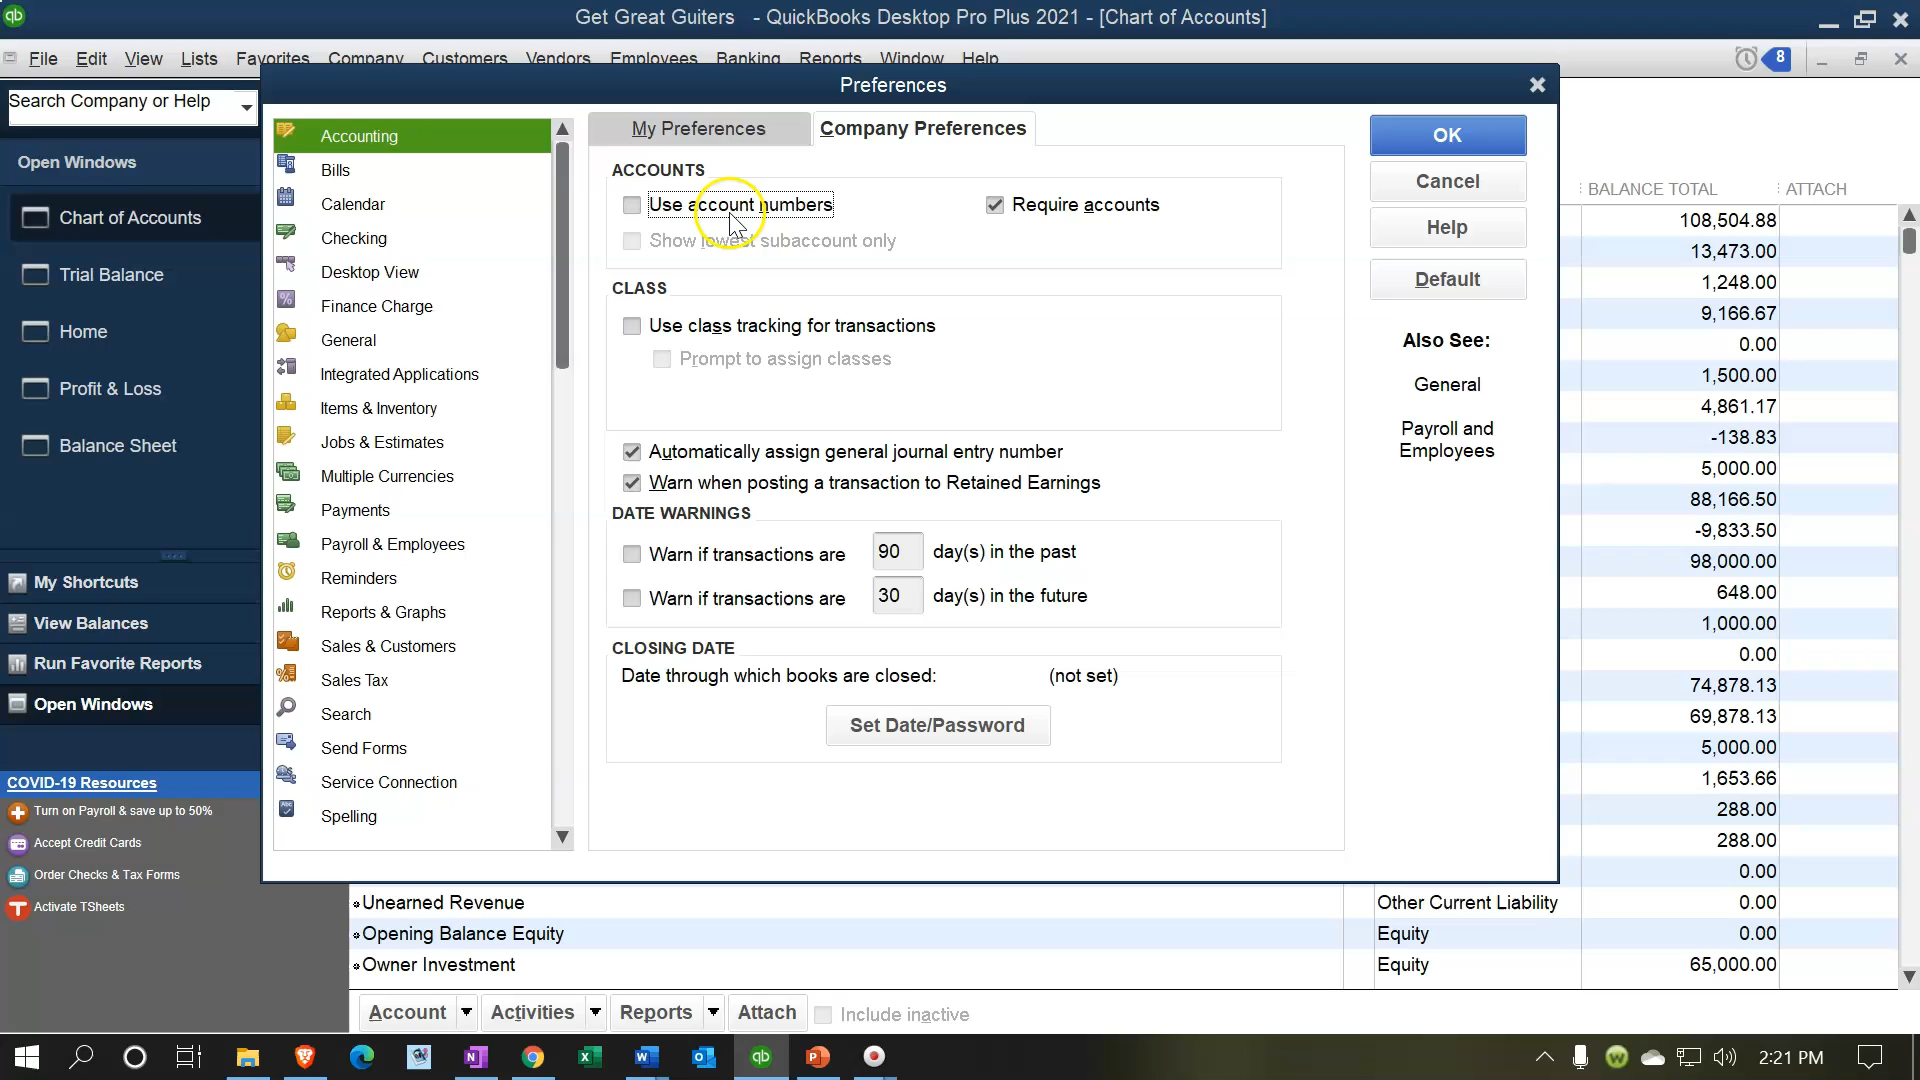 Get Great Guiters - QuickBooks Desktop Pro Plus 2021 - [Chart of Accounts]
File Edit View Lists Favorites Company Customers Vendors Employees Banking Reports Window Help
8
Search Company or Help
Open Windows
Chart of Accounts
Trial Balance
Home
Profit & Loss
Balance Sheet
My Shortcuts
View Balances
Run Favorite Reports
Open Windows
COVID-19 Resources
Turn on Payroll & save up to 50%
Accept Credit Cards
Order Checks & Tax Forms
Activate TSheets
Preferences
Accounting
Bills
Calendar
Checking
Desktop View
Finance Charge
General
Integrated Applications
Items & Inventory
Jobs & Estimates
Multiple Currencies
Payments
Payroll & Employees
Reminders
Reports & Graphs
Sales & Customers
Sales Tax
Search
Send Forms
Service Connection
Spelling
My Preferences Company Preferences
ACCOUNTS
Use account numbers Require accounts
Show lowest subaccount only
CLASS
Use class tracking for transactions
Prompt to assign classes
Automatically assign general journal entry number
Warn when posting a transaction to Retained Earnings
DATE WARNINGS
Warn if transactions are 90 day(s) in the past
Warn if transactions are 30 day(s) in the future
CLOSING DATE
Date through which books are closed: (not set)
Set Date/Password
OK
Cancel
Help
Default
Also See:
General
Payroll and
Employees
BALANCE TOTAL ATTACH
108,504.88
13,473.00
1,248.00
9,166.67
0.00
1,500.00
4,861.17
-138.83
5,000.00
88,166.50
-9,833.50
98,000.00
648.00
1,000.00
0.00
74,878.13
69,878.13
5,000.00
1,653.66
288.00
288.00
0.00
Unearned Revenue Other Current Liability 0.00
Opening Balance Equity Equity 0.00
Owner Investment Equity 65,000.00
Account Activities Reports Attach Include inactive
2:21 PM